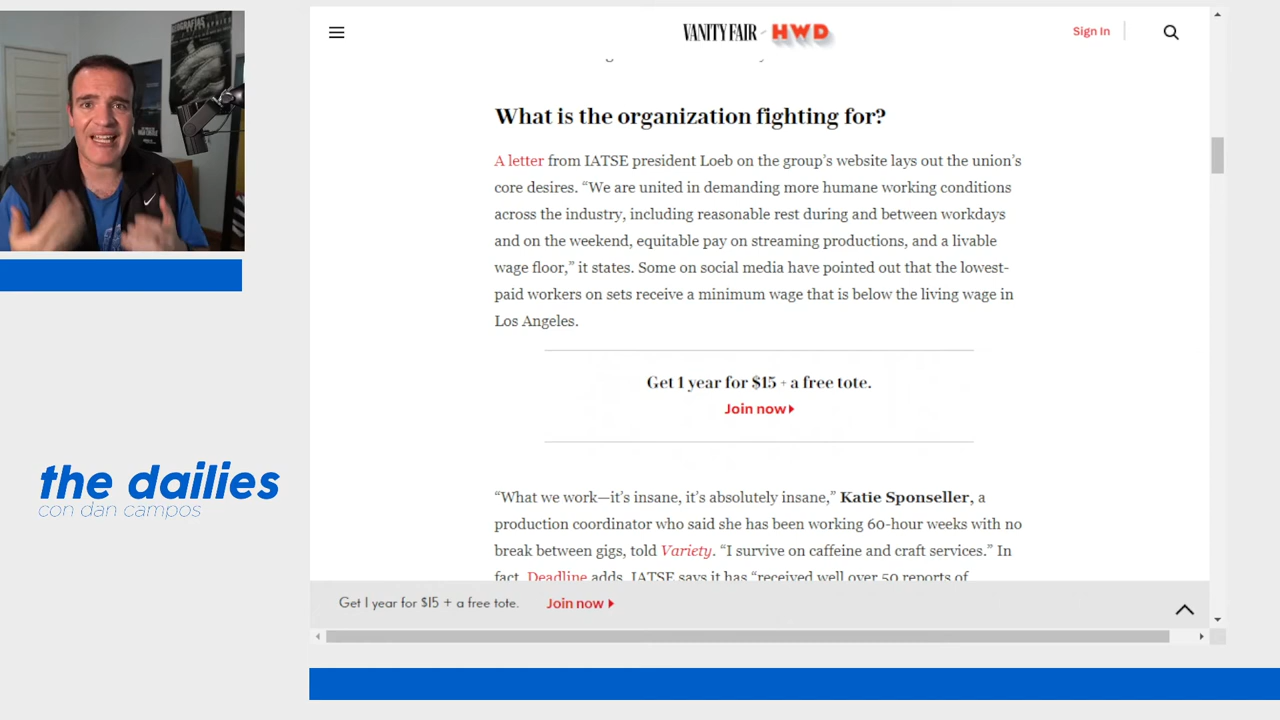 VANITY FAIR - HWD
Sign In
What is the organization fighting for?
A letter from IATSE president Loeb on the group’s website lays out the union’s
core desires. “We are united in demanding more humane working conditions
across the industry, including reasonable rest during and between workdays
and on the weekend, equitable pay on streaming productions, and a livable
wage floor,” it states. Some on social media have pointed out that the lowest-
paid workers on sets receive a minimum wage that is below the living wage in
Los Angeles.
Get 1 year for $15 + a free tote.
Join now
the dailies
con dan campos
“What we work—it’s insane, it’s absolutely insane,” Katie Sponseller, a
production coordinator who said she has been working 60-hour weeks with no
break between gigs, told Variety. “I survive on caffeine and craft services.” In
fact, Deadline adds, IATSE says it has “received well over 50 reports of
Get 1 year for $15 + a free tote. Join now